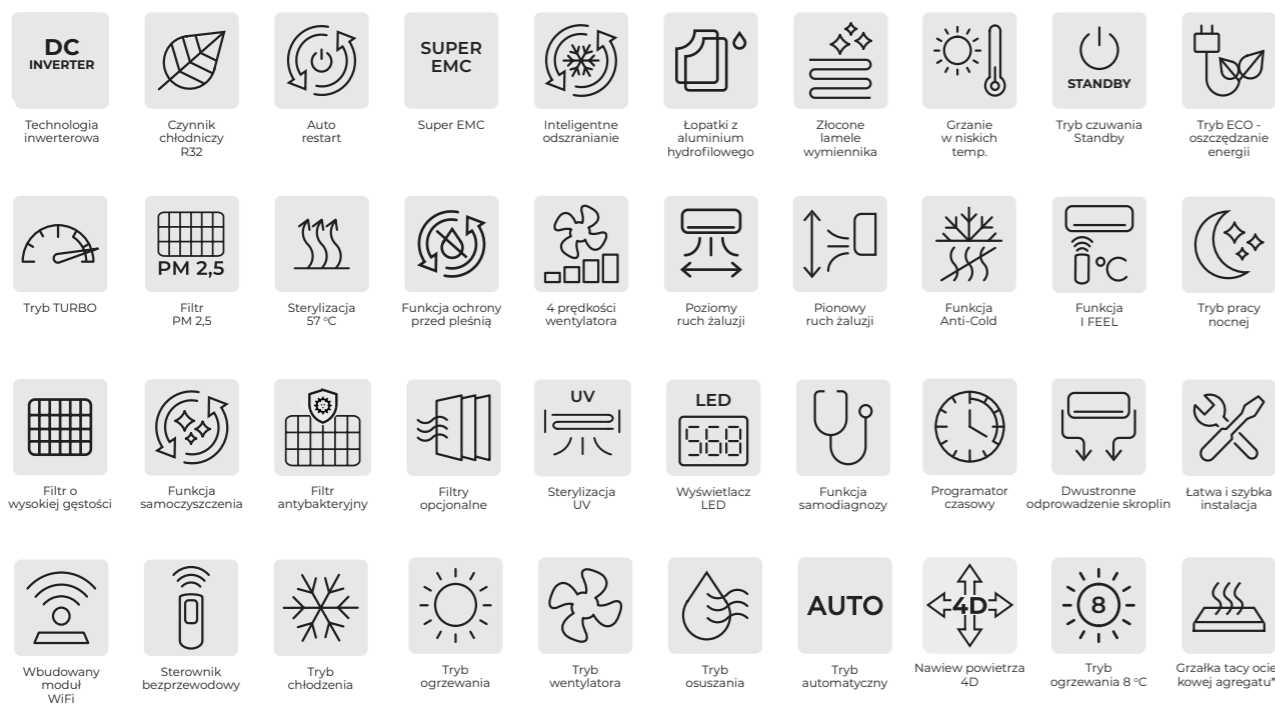 DC
INVERTER
Technologia
inwerterowa
Czynnik
chłodniczy
R32
Auto
restart
SUPER
EMC
Super EMC
Inteligentne
odszranianie
Łopatki z
aluminium
hydrofilowego
Złocone
lamele
wymiennika
Grzanie
w niskich
temp.
STANDBY
Tryb czuwania
Standby
Tryb ECO -
oszczędzanie
energii
Tryb TURBO
PM 2,5
Filtr
PM 2,5
Sterylizacja
57 °C
Funkcja ochrony
przed pleśnią
4 prędkości
wentylatora
Poziomy
ruch żaluzji
Pionowy
ruch żaluzji
Funkcja
Anti-Cold
°C
Funkcja
I FEEL
Tryb pracy
nocnej
Filtr o
wysokiej gęstości
Funkcja
samoczyszczenia
Filtr
antybakteryjny
Filtry
opcjonalne
UV
Sterylizacja
UV
LED
568
Wyświetlacz
LED
Funkcja
samodiagnozy
Programator
czasowy
Dwustronne
odprowadzenie skroplin
Łatwa i szybka
instalacja
Wbudowany
moduł
WiFi
Sterownik
bezprzewodowy
Tryb
chłodzenia
Tryb
ogrzewania
Tryb
wentylatora
Tryb
osuszania
AUTO
Tryb
automatyczny
4D
Nawiew powietrza
4D
8
Tryb
ogrzewania 8 °C
Grzałka tacy ocie
kowej agregatu*